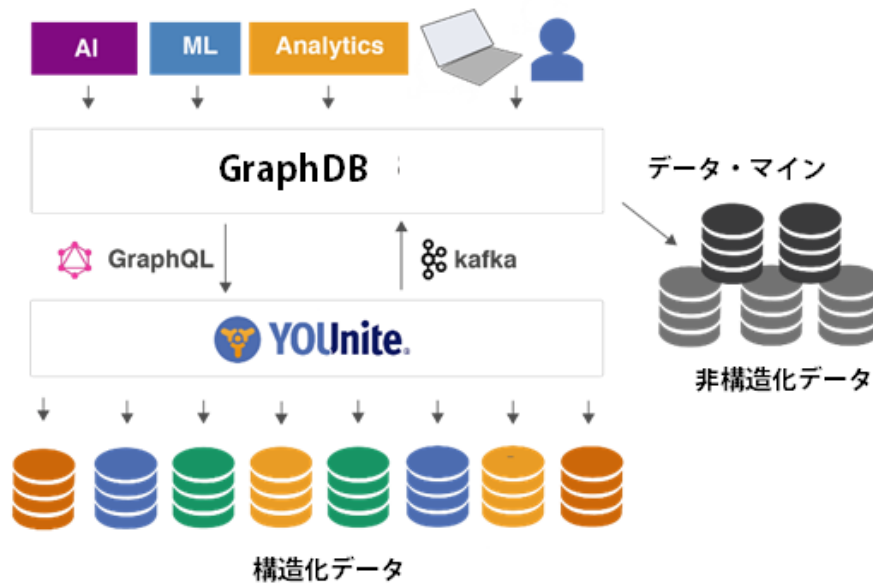 AI
ML
Analytics
GraphDB
データ・マイン
GraphQL
kafka
YOUnite®
非構造化データ
構造化データ